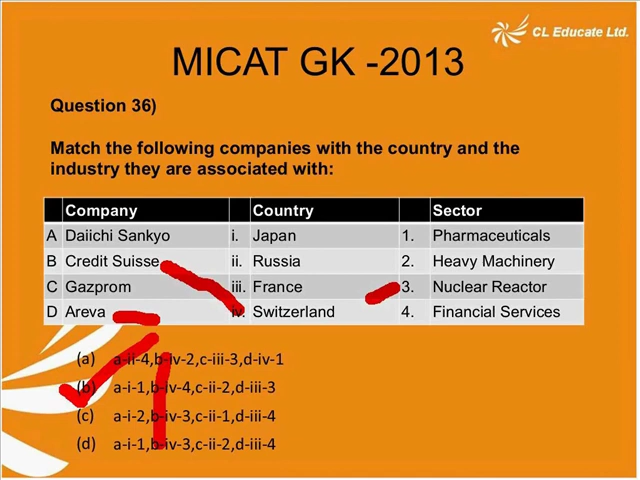 CL Educate Ltd.
MICAT GK -2013
Question 36)
Match the following companies with the country and the
industry they are associated with:
Company Country Sector
A Daiichi Sankyo i. Japan 1. Pharmaceuticals
B Credit Suisse ii. Russia 2. Heavy Machinery
C Gazprom iii. France 3. Nuclear Reactor
D Areva iv. Switzerland 4. Financial Services
(a) a-ii-4,b-iv-2,c-iii-3,d-iv-1
(b) a-i-1,b-iv-4,c-ii-2,d-iii-3
(c) a-i-2,b-iv-3,c-ii-1,d-iii-4
(d) a-i-1,b-iv-3,c-ii-2,d-iii-4